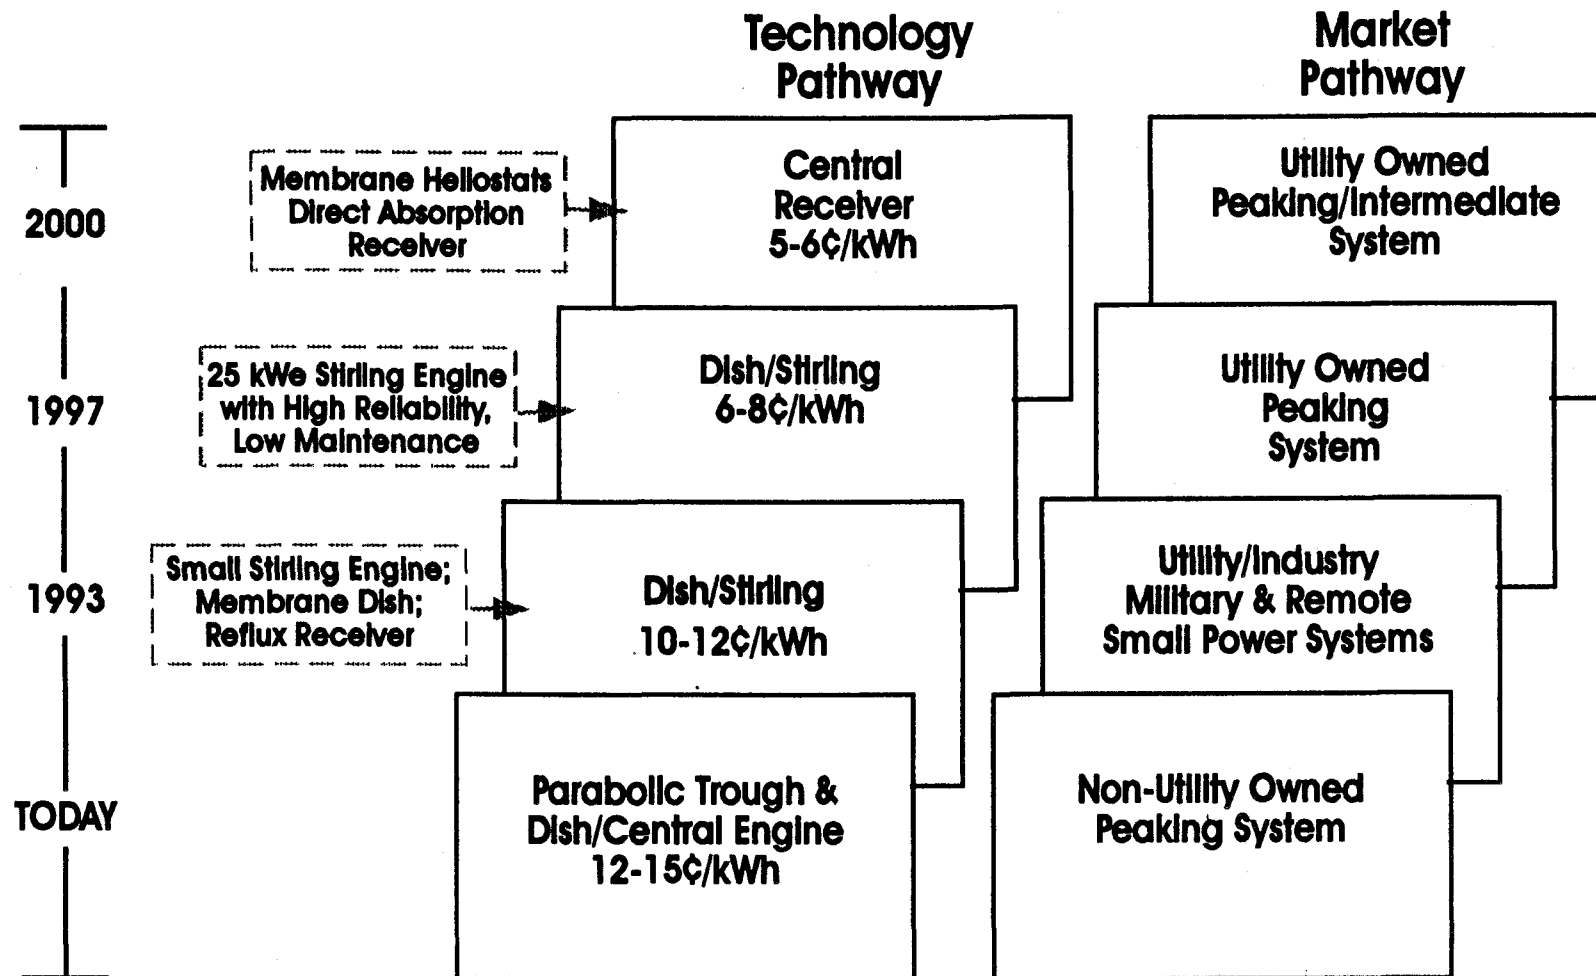 Technology
Pathway
Market
Pathway
2000
Membrane Heliostats
Direct Absorption
Receiver
Central
Receiver
5-6¢/kWh
Utility Owned
Peaking/Intermediate
System
1997
25 kWe Stirling Engine
with High Reliability,
Low Maintenance
Dish/Stirling
6-8¢/kWh
Utility Owned
Peaking
System
1993
Small Stirling Engine;
Membrane Dish;
Reflux Receiver
Dish/Stirling
10-12¢/kWh
Utility/Industry
Military & Remote
Small Power Systems
TODAY
Parabolic Trough &
Dish/Central Engine
12-15¢/kWh
Non-Utility Owned
Peaking System